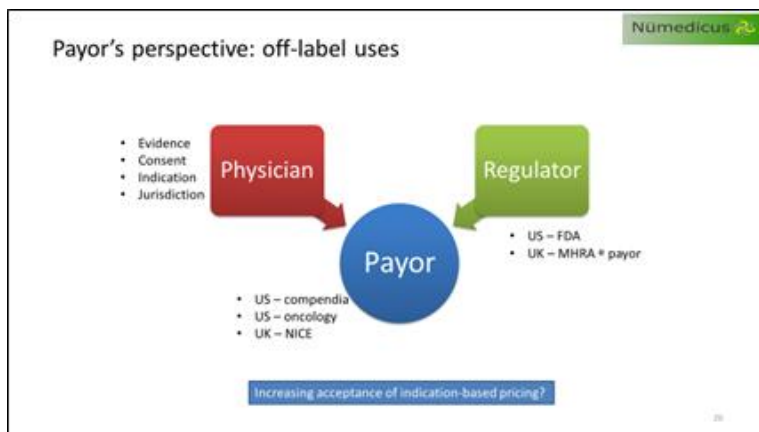 Nümedicus
Payor's perspective: off-label uses
• Evidence
• Consent
• Indication
• Jurisdiction
Physician
Regulator
Payor
• US – FDA
• UK – MHRA payor
• US – compendia
• US – oncology
• UK – NICE
Increasing acceptance of indication-based pricing?